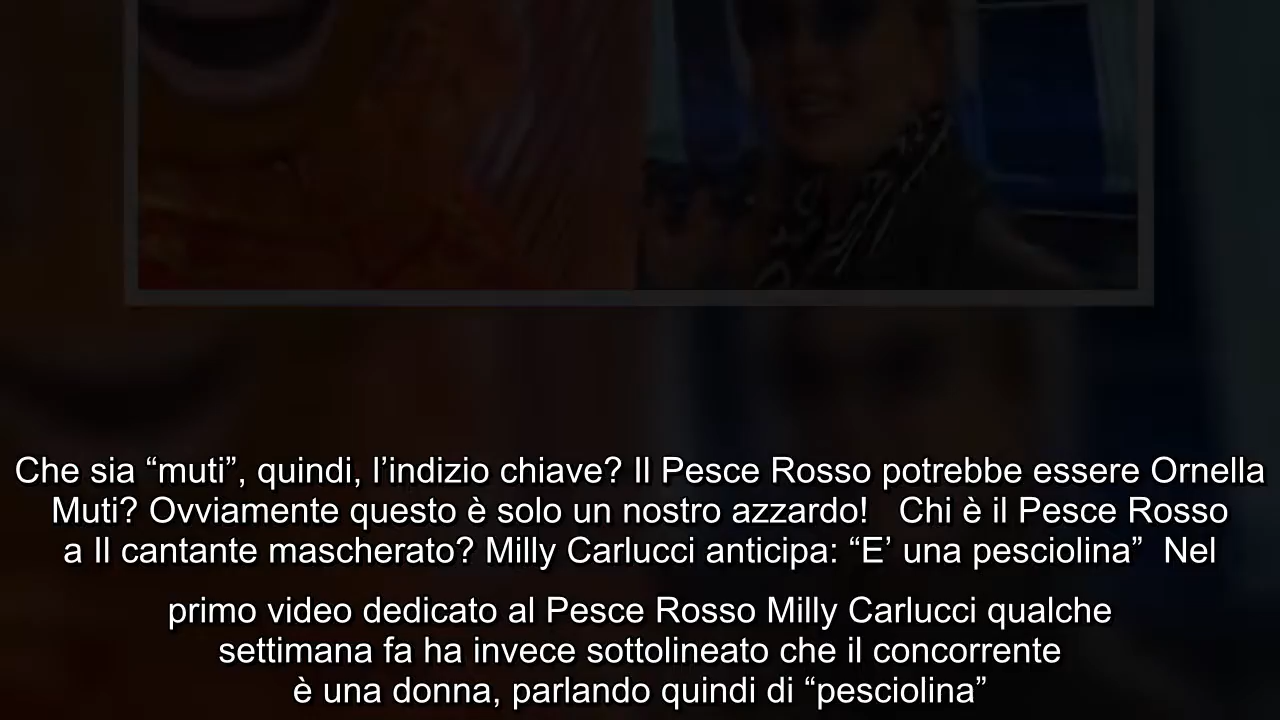 Che sia “muti”, quindi, l’indizio chiave? Il Pesce Rosso potrebbe essere Ornella
Muti? Ovviamente questo è solo un nostro azzardo!   Chi è il Pesce Rosso
a Il cantante mascherato? Milly Carlucci anticipa: “E’ una pesciolina”  Nel
primo video dedicato al Pesce Rosso Milly Carlucci qualche
settimana fa ha invece sottolineato che il concorrente
è una donna, parlando quindi di “pesciolina”